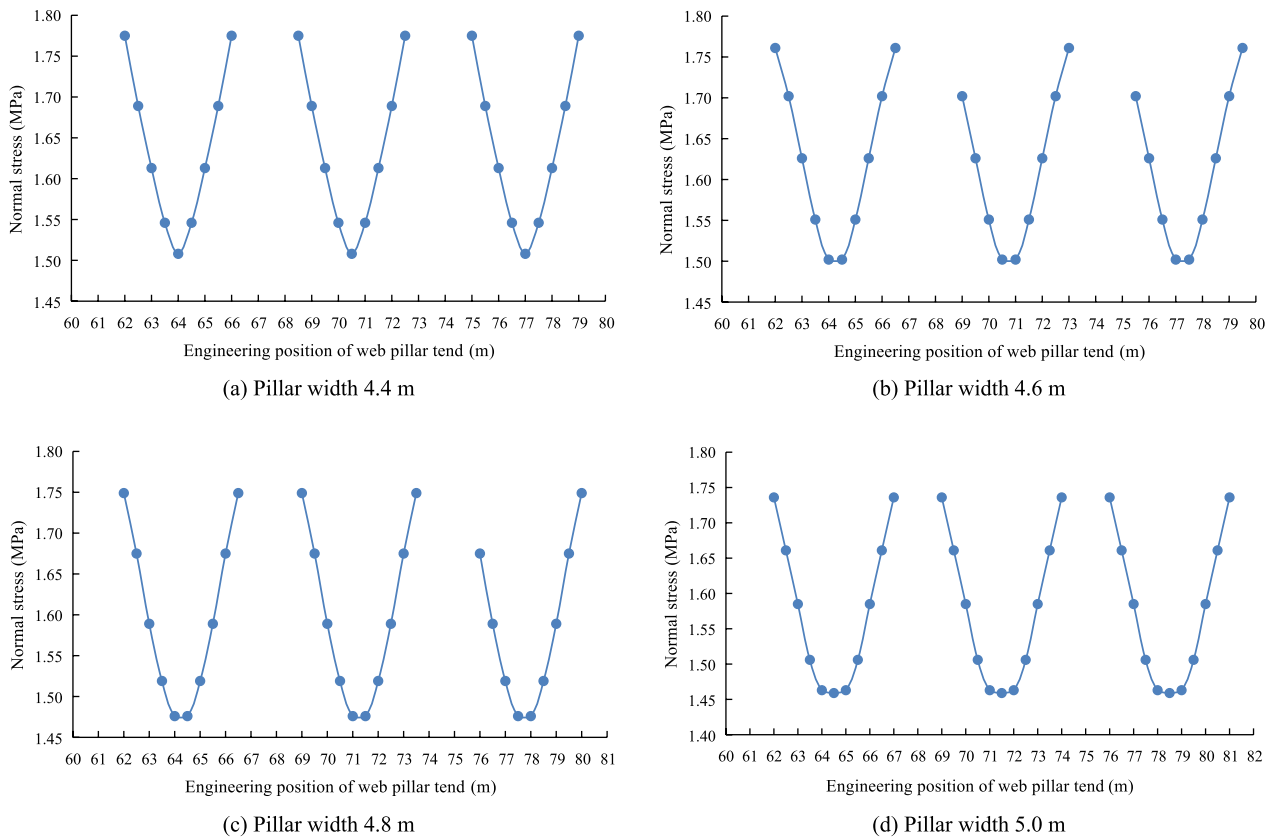 Normal stress (MPa)
1.80
1.75
1.70
1.65
1.60
1.55
1.50
1.45
60 61 62 63 64 65 66 67 68 69 70 71 72 73 74 75 76 77 78 79 80
Engineering position of web pillar tend (m)
(a) Pillar width 4.4 m
Normal stress (MPa)
1.80
1.75
1.70
1.65
1.60
1.55
1.50
1.45
60 61 62 63 64 65 66 67 68 69 70 71 72 73 74 75 76 77 78 79 80
Engineering position of web pillar tend (m)
(b) Pillar width 4.6 m
Normal stress (MPa)
1.80
1.75
1.70
1.65
1.60
1.55
1.50
1.45
60 61 62 63 64 65 66 67 68 69 70 71 72 73 74 75 76 77 78 79 80 81
Engineering position of web pillar tend (m)
(c) Pillar width 4.8 m
Normal stress (MPa)
1.80
1.75
1.70
1.65
1.60
1.55
1.50
1.45
1.40
60 61 62 63 64 65 66 67 68 69 70 71 72 73 74 75 76 77 78 79 80 81 82
Engineering position of web pillar tend (m)
(d) Pillar width 5.0 m